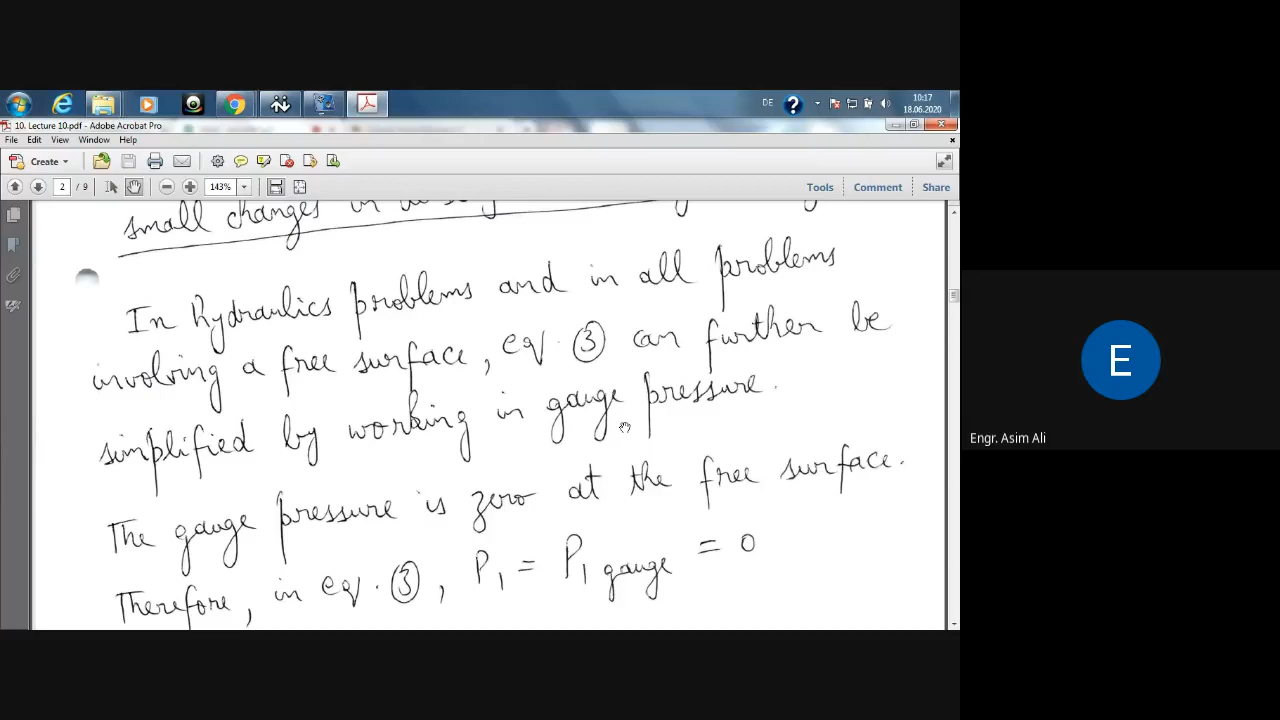 DE
10:17
18.06.2020
10. Lecture 10.pdf - Adobe Acrobat Pro
File Edit View Window Help
Create
2 / 9 143% Tools Comment Share
small changes in
In hydraulics problems and in all problems
involving a free surface, eq. ③ can further be
simplified by working in gauge pressure.
The gauge pressure is zero at the free surface.
Therefore, in eq. ③, P₁ = P₁ gauge = 0
E
Engr. Asim Ali